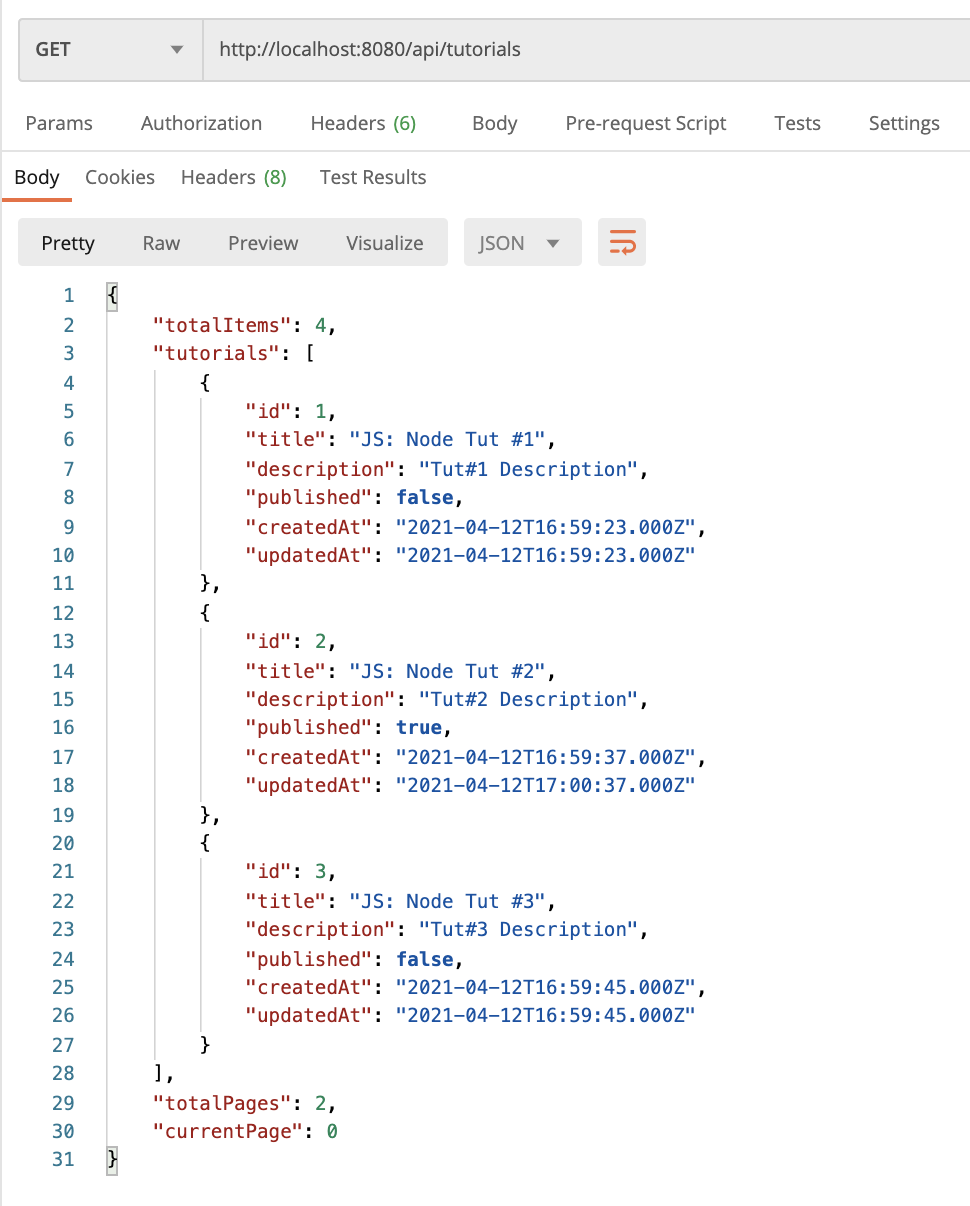 GET http://localhost:8080/api/tutorials
Params Authorization Headers (6) Body Pre-request Script Tests Settings
Body Cookies Headers (8) Test Results
Pretty Raw Preview Visualize JSON
1 {
2 "totalItems": 4,
3 "tutorials": [
4 {
5 "id": 1,
6 "title": "JS: Node Tut #1",
7 "description": "Tut#1 Description",
8 "published": false,
9 "createdAt": "2021-04-12T16:59:23.000Z",
10 "updatedAt": "2021-04-12T16:59:23.000Z"
11 },
12 {
13 "id": 2,
14 "title": "JS: Node Tut #2",
15 "description": "Tut#2 Description",
16 "published": true,
17 "createdAt": "2021-04-12T16:59:37.000Z",
18 "updatedAt": "2021-04-12T17:00:37.000Z"
19 },
20 {
21 "id": 3,
22 "title": "JS: Node Tut #3",
23 "description": "Tut#3 Description",
24 "published": false,
25 "createdAt": "2021-04-12T16:59:45.000Z",
26 "updatedAt": "2021-04-12T16:59:45.000Z"
27 }
28 ],
29 "totalPages": 2,
30 "currentPage": 0
31 }